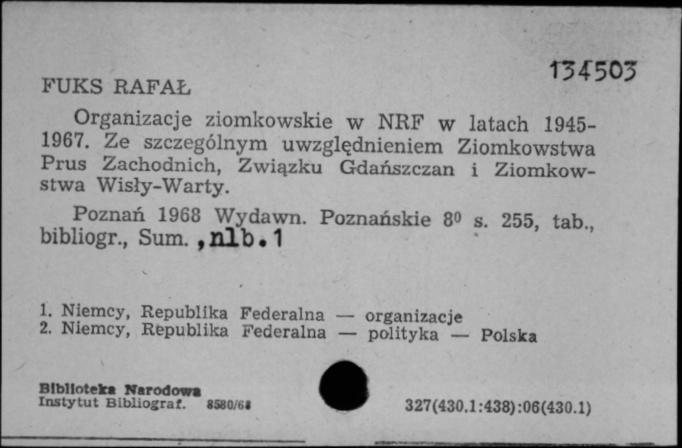 134503
FUKS RAFAŁ
Organizacje ziomkowskie w NRF w latach 1945-
1967. Ze szczególnym uwzględnieniem Ziomkowstwa
Prus Zachodnich, Związku Gdańszczan i Ziomkow-
stwa Wisły-Warty.
Poznań 1968 Wydawn. Poznańskie 8⁰ s. 255, tab.,
bibliogr., Sum. ,nlb.1
1. Niemcy, Republika Federalna — organizacje
2. Niemcy, Republika Federalna — polityka — Polska
Biblioteka Narodowa
Instytut Bibliograf. 8580/68
327(430.1:438):06(430.1)